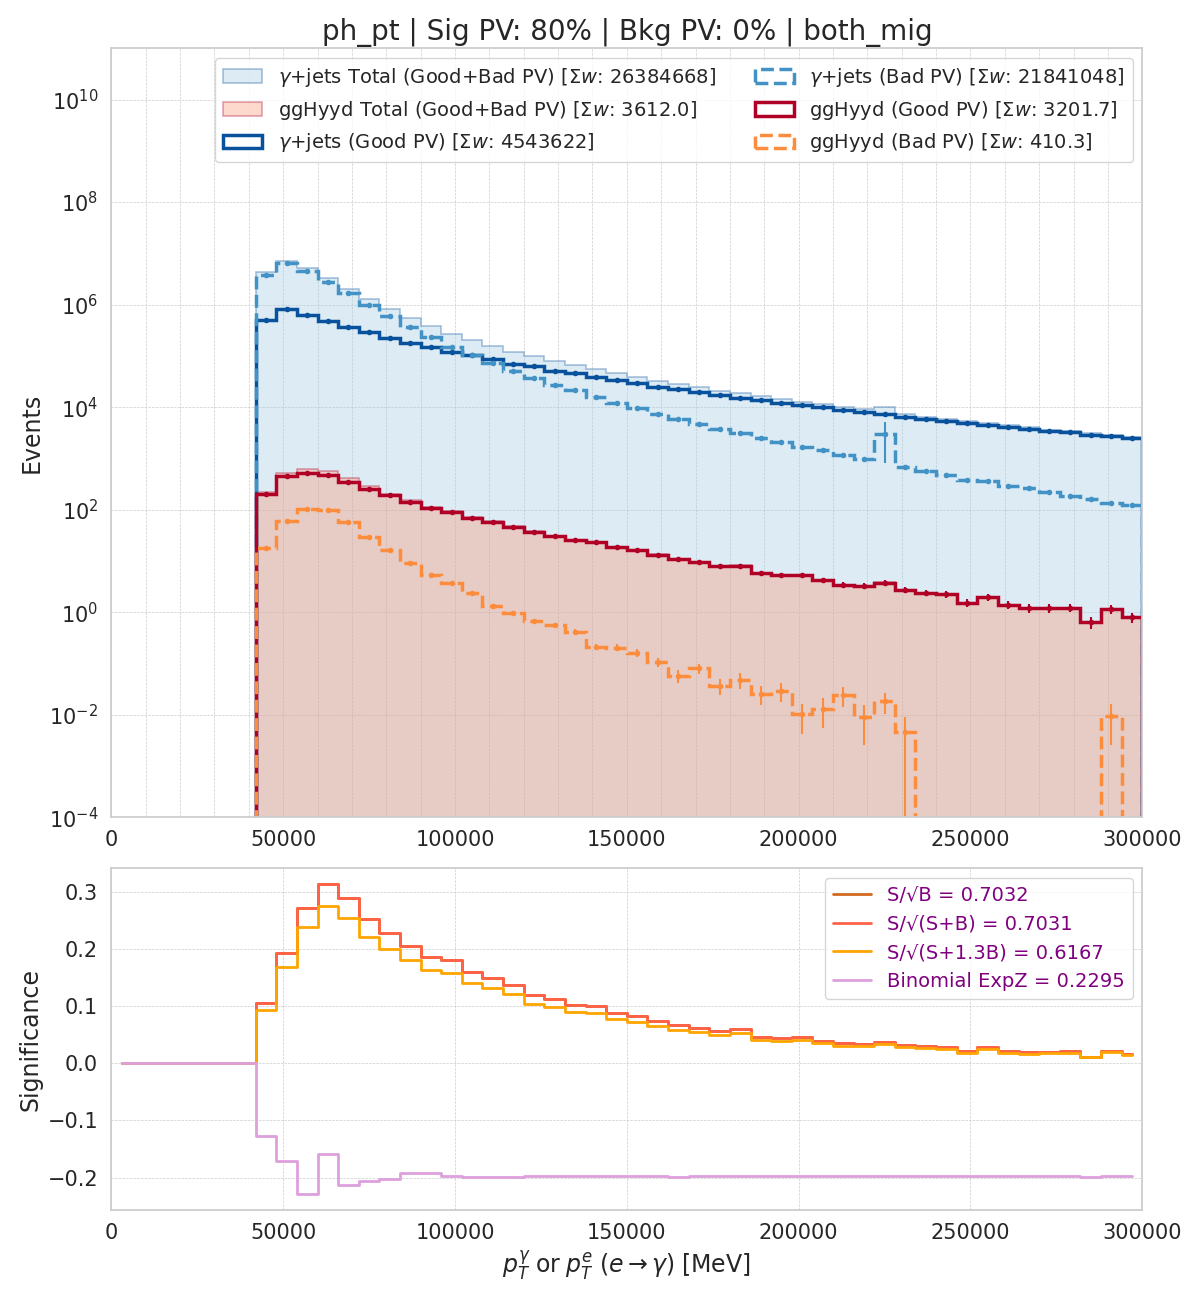 ph_pt | Sig PV: 80% | Bkg PV: 0% | both_mig
γ+jets Total (Good+Bad PV) [Σw: 26384668]
ggHyyd Total (Good+Bad PV) [Σw: 3612.0]
γ+jets (Good PV) [Σw: 4543622]
γ+jets (Bad PV) [Σw: 21841048]
ggHyyd (Good PV) [Σw: 3201.7]
ggHyyd (Bad PV) [Σw: 410.3]
Events
10^10
10^8
10^6
10^4
10^2
10^0
10^−2
10^−4
0 50000 100000 150000 200000 250000 300000
S/√B = 0.7032
S/√(S+B) = 0.7031
S/√(S+1.3B) = 0.6167
Binomial ExpZ = 0.2295
Significance
0.3
0.2
0.1
0.0
−0.1
−0.2
0 50000 100000 150000 200000 250000 300000
p_T^γ or p_T^e (e→γ) [MeV]